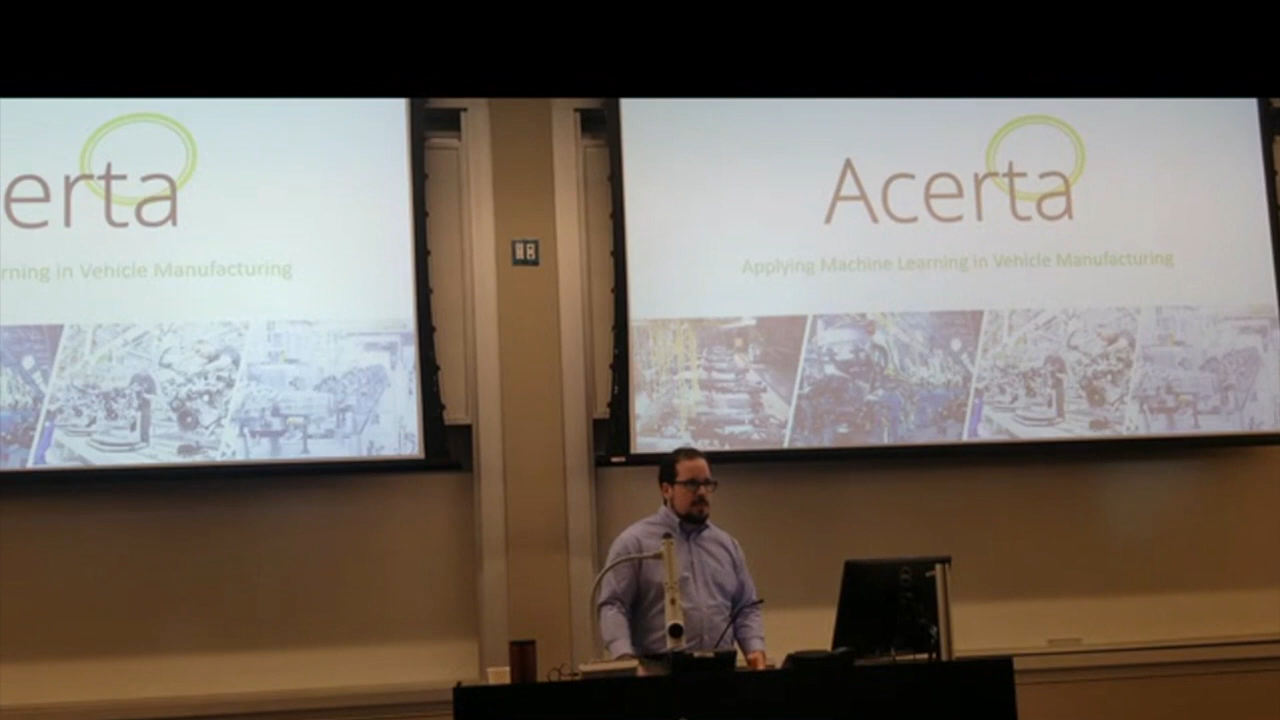 erta
rning in Vehicle Manufacturing
Acerta
Applying Machine Learning in Vehicle Manufacturing